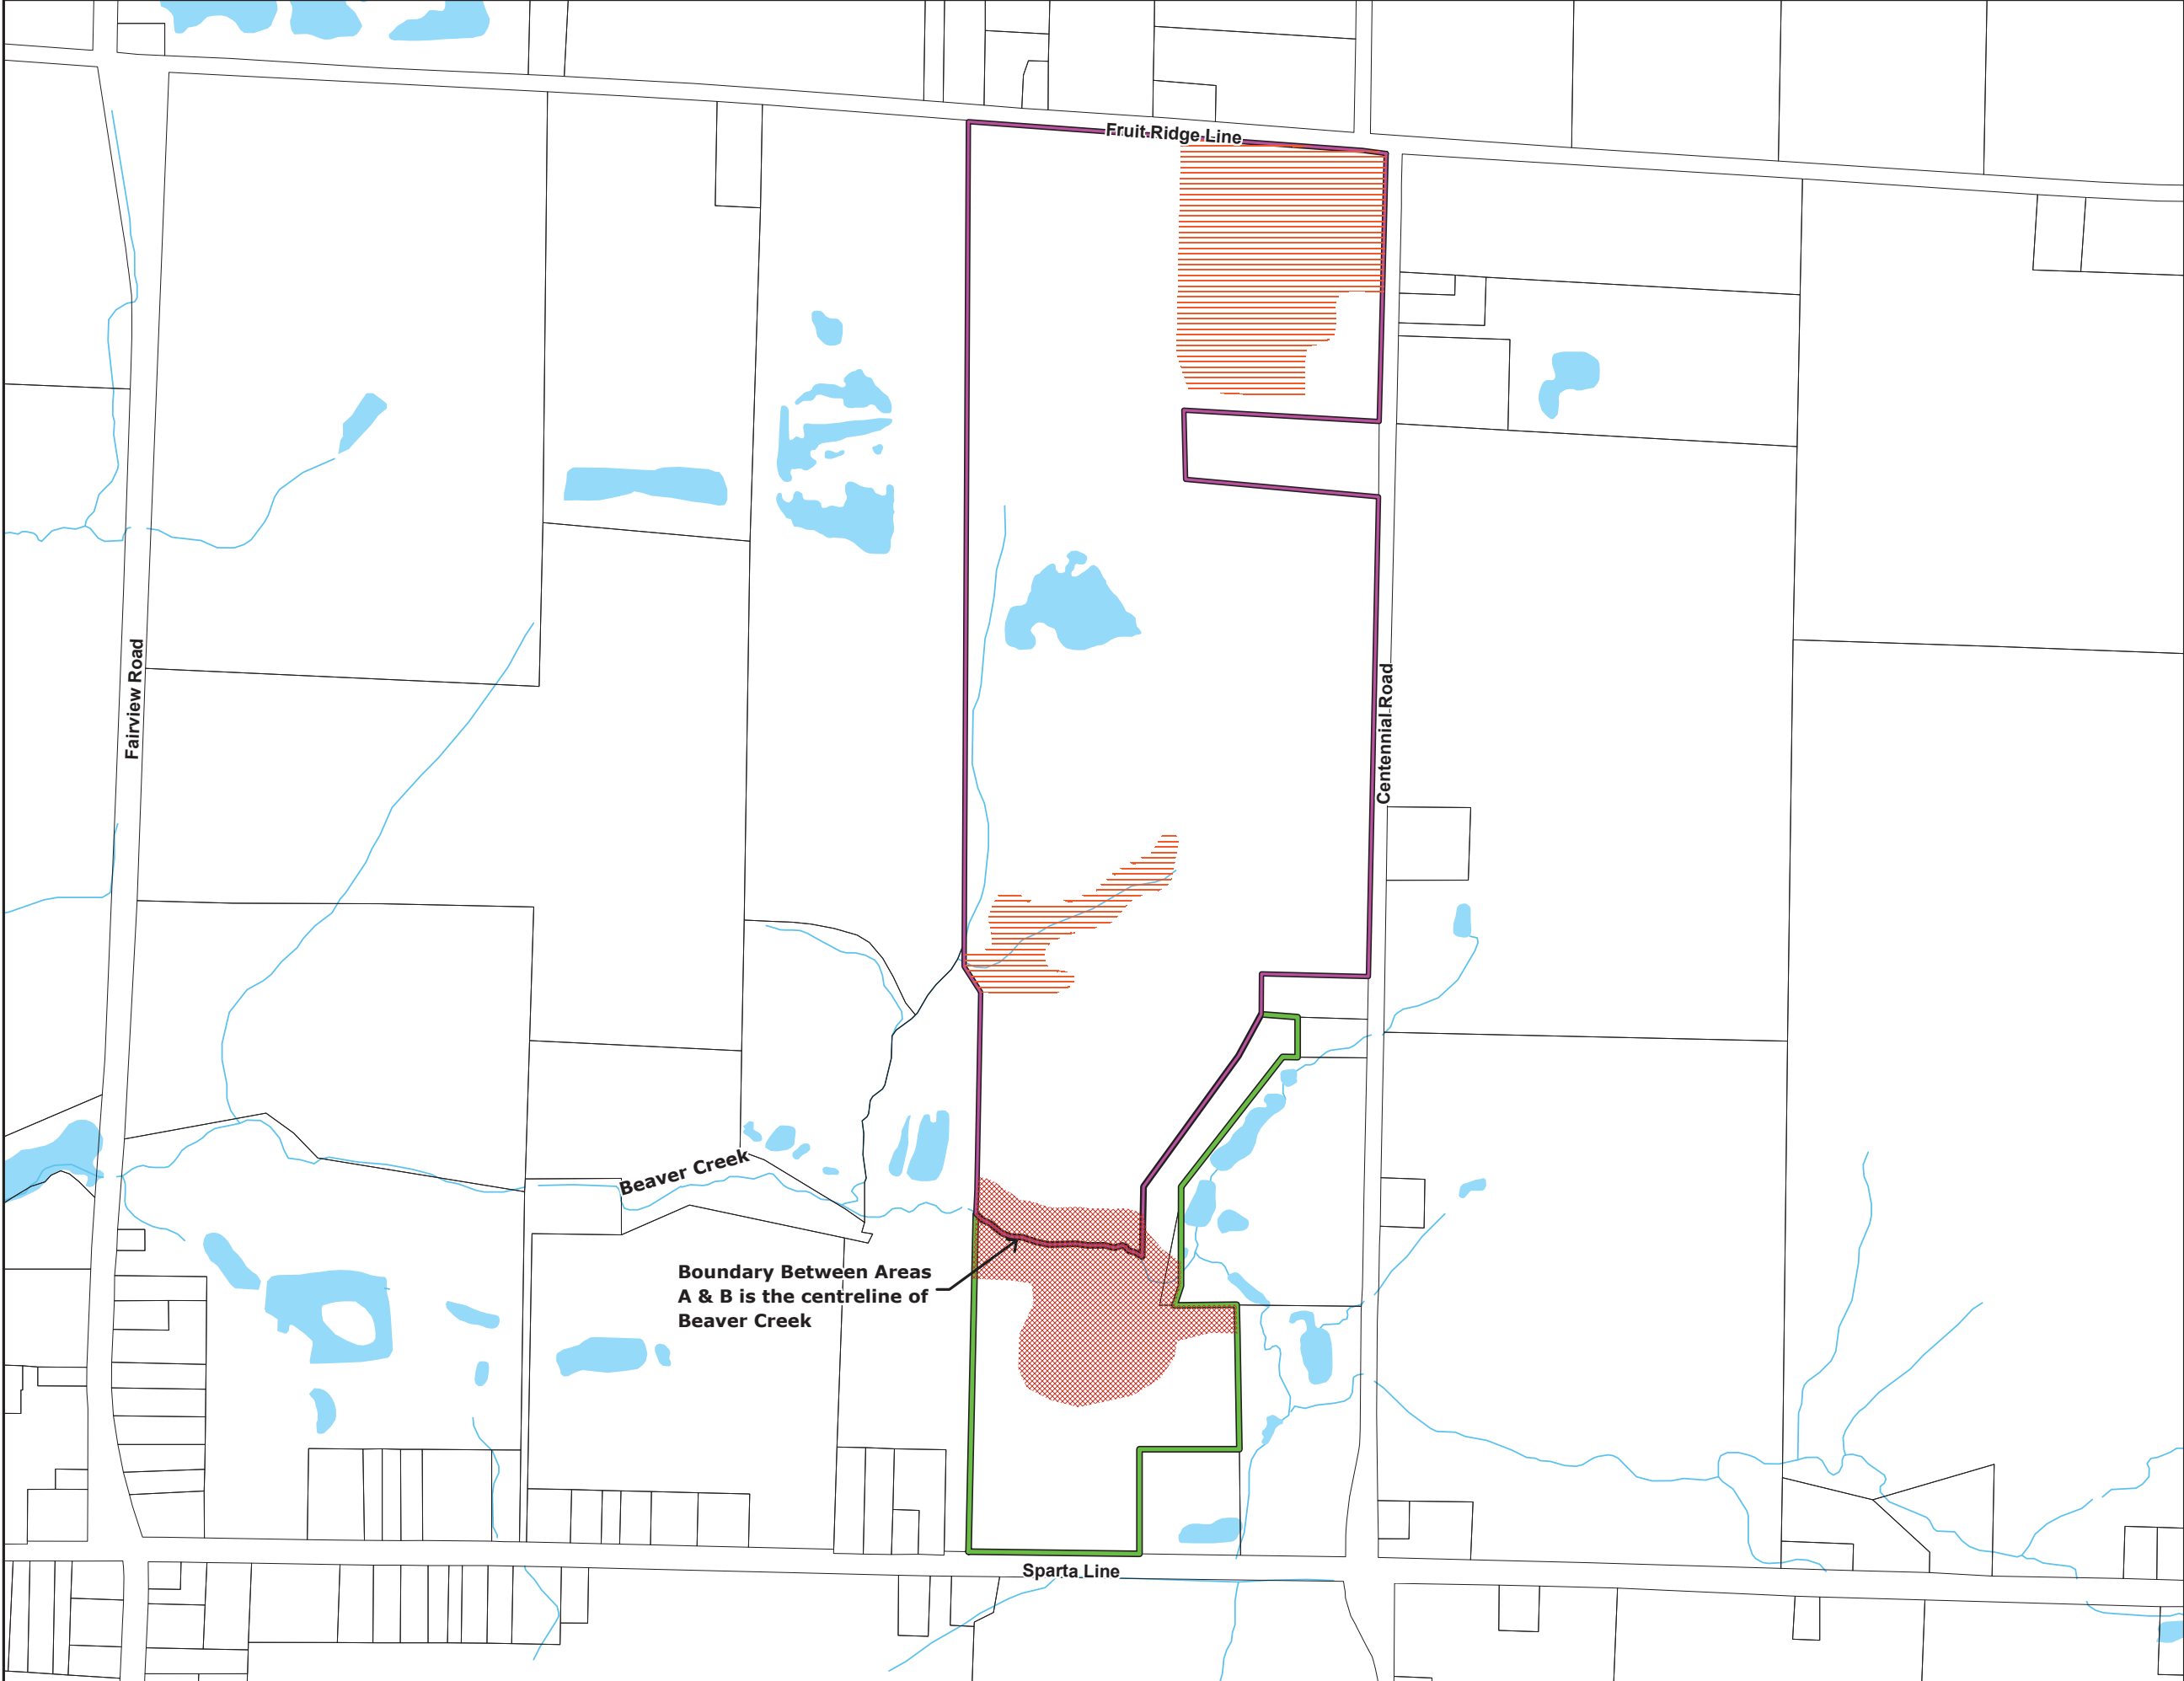 Fruit Ridge Line
Fairview Road
Centennial Road
Beaver Creek
Boundary Between Areas
A & B is the centreline of
Beaver Creek
Sparta Line